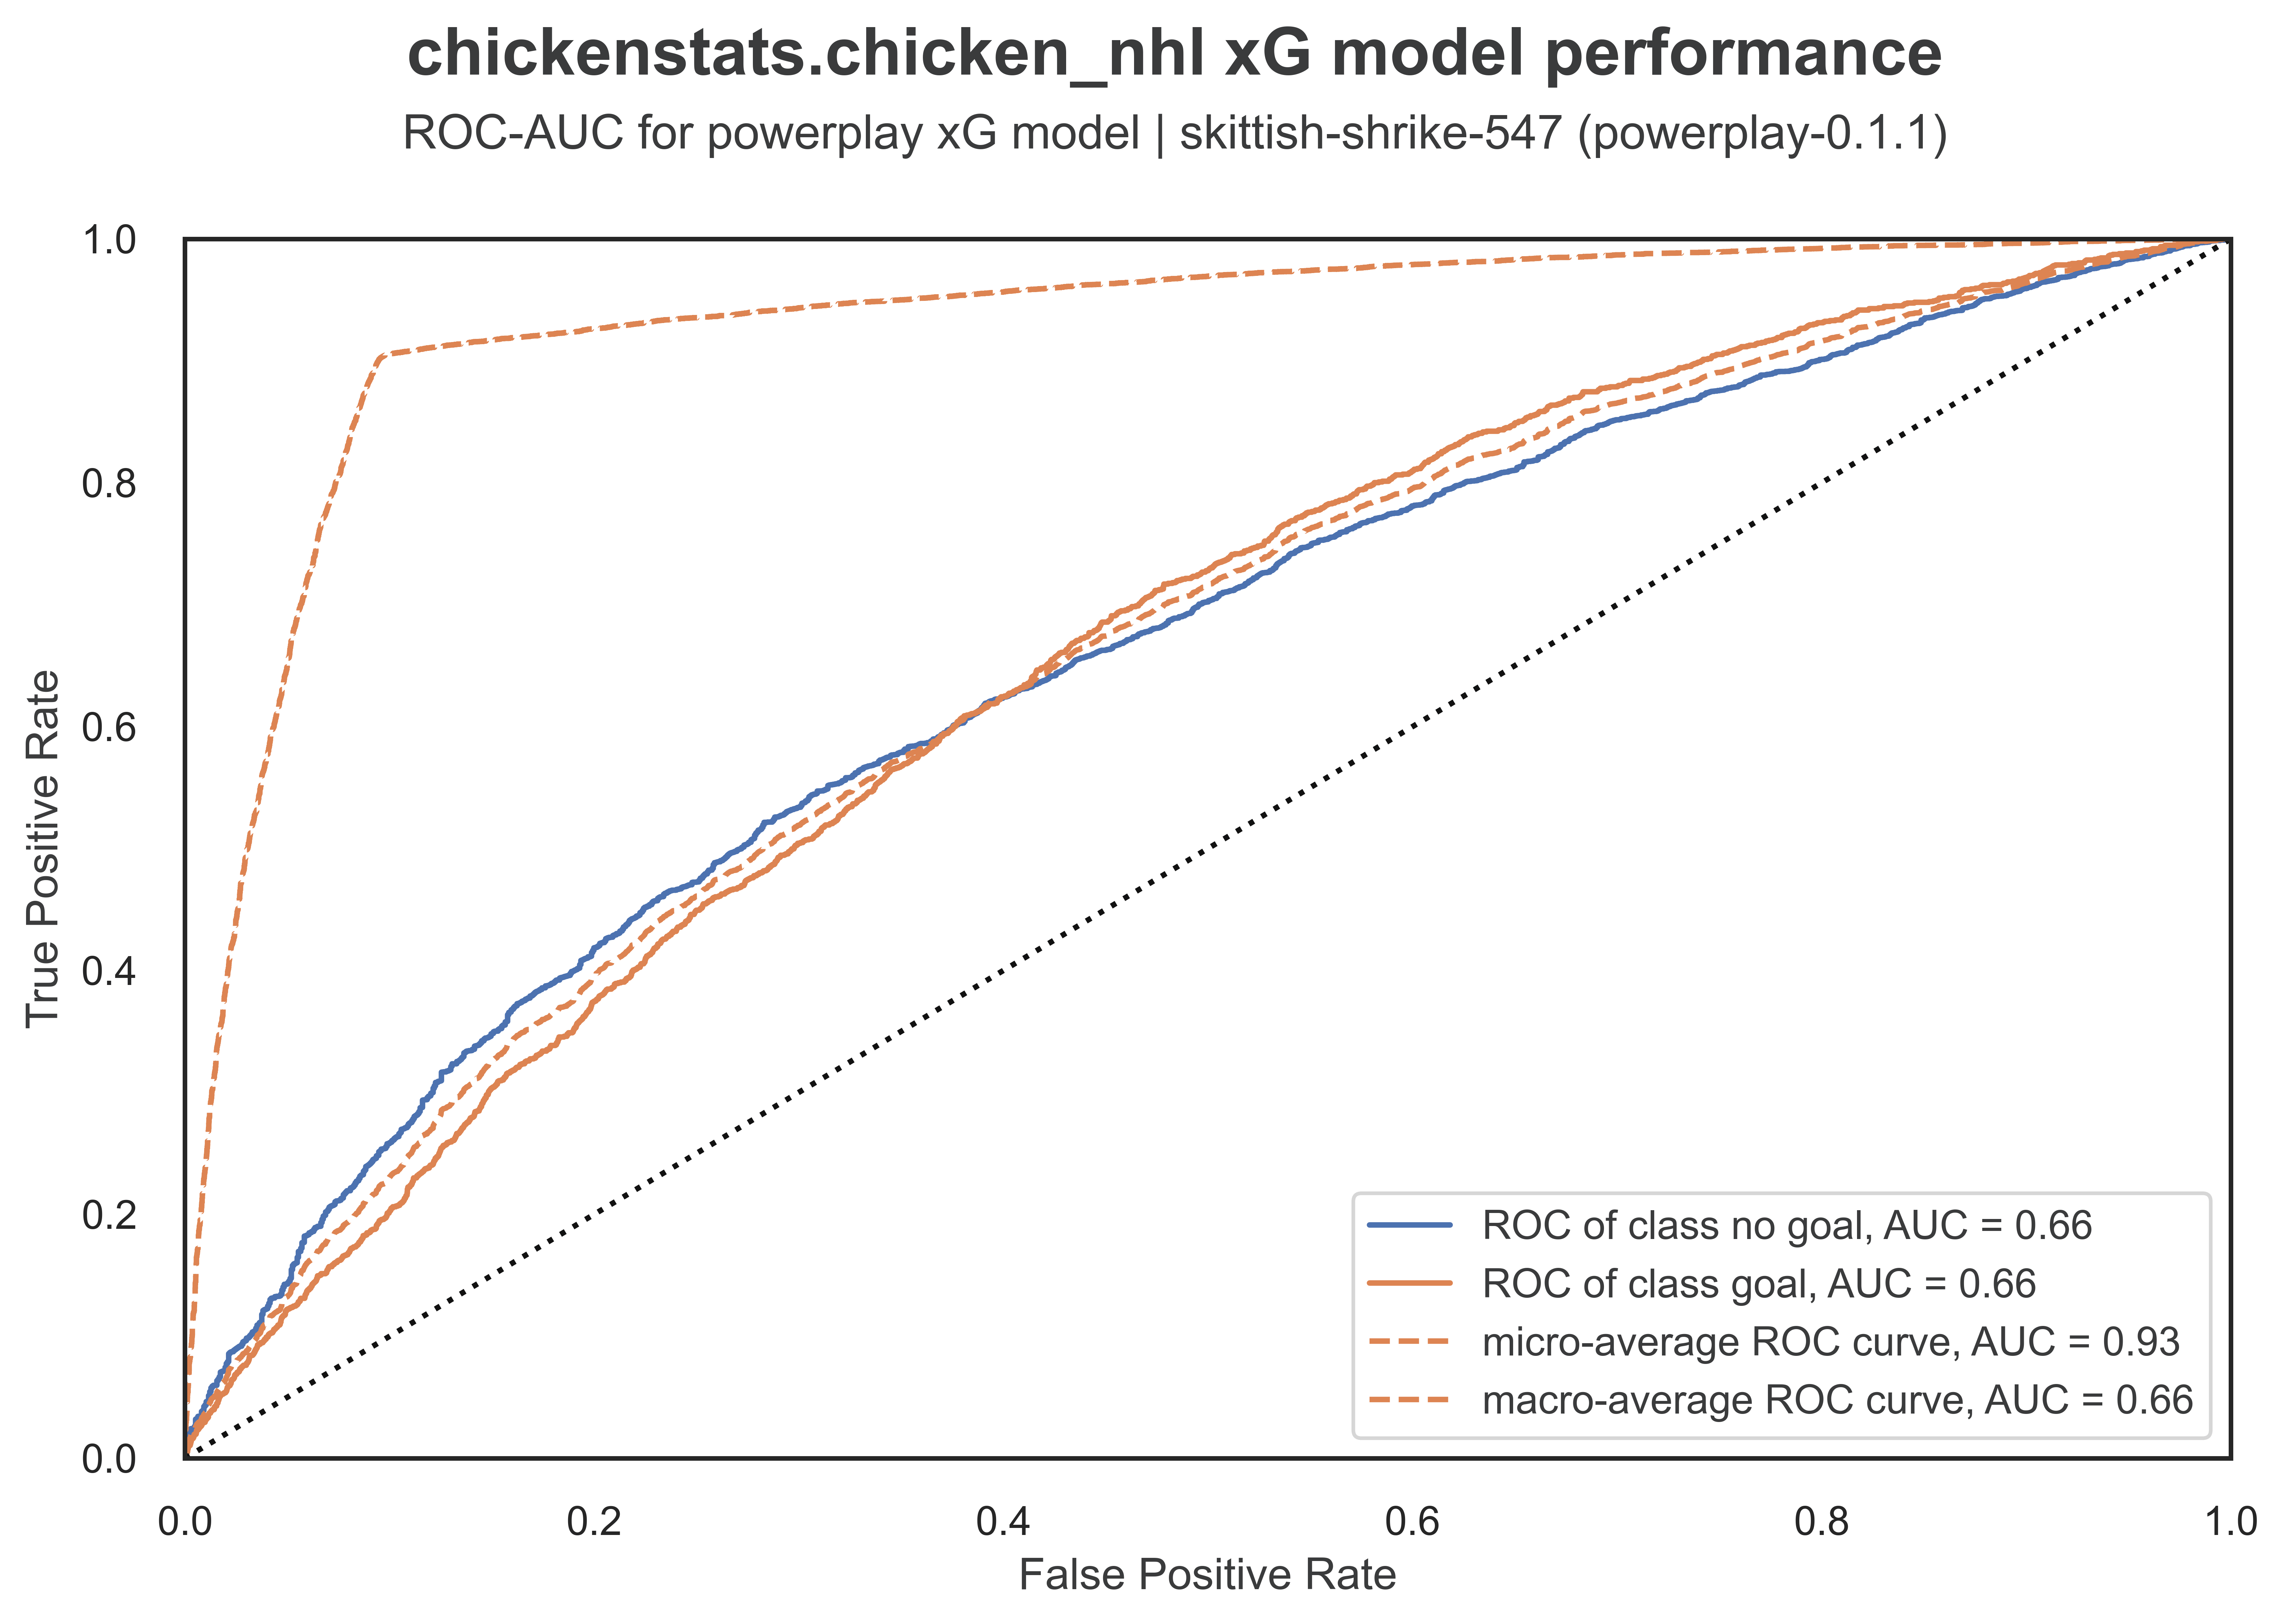 chickenstats.chicken_nhl xG model performance
ROC-AUC for powerplay xG model | skittish-shrike-547 (powerplay-0.1.1)
1.0
0.8
0.6
0.4
0.2
0.0
True Positive Rate
ROC of class no goal, AUC = 0.66
ROC of class goal, AUC = 0.66
micro-average ROC curve, AUC = 0.93
macro-average ROC curve, AUC = 0.66
0.0 0.2 0.4 0.6 0.8 1.0
False Positive Rate